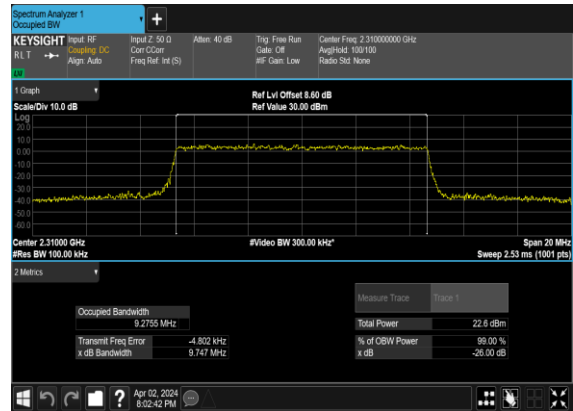 Spectrum Analyzer 1
Occupied BW
KEYSIGHT
RLT
Input: RF
Coupling: DC
Align: Auto
Input Z: 50 Ω
Corr CCorr
Freq Ref: Int (S)
Atten: 40 dB
Trig: Free Run
Gate: Off
#IF Gain: Low
Center Freq: 2.310000000 GHz
Avg|Hold: 100/100
Radio Std: None
1 Graph
Scale/Div 10.0 dB
Ref Lvl Offset 8.60 dB
Ref Value 30.00 dBm
Log
20.0
10.0
0.00
-10.0
-20.0
-30.0
-40.0
-50.0
-60.0
Center 2.31000 GHz
#Res BW 100.00 kHz
#Video BW 300.00 kHz*
Span 20 MHz
Sweep 2.53 ms (1001 pts)
2 Metrics
Measure Trace Trace 1
Occupied Bandwidth
9.2755 MHz
Total Power 22.6 dBm
Transmit Freq Error -4.802 kHz
% of OBW Power 99.00 %
x dB Bandwidth 9.747 MHz
x dB -26.00 dB
?
Apr 02, 2024
8:02:42 PM